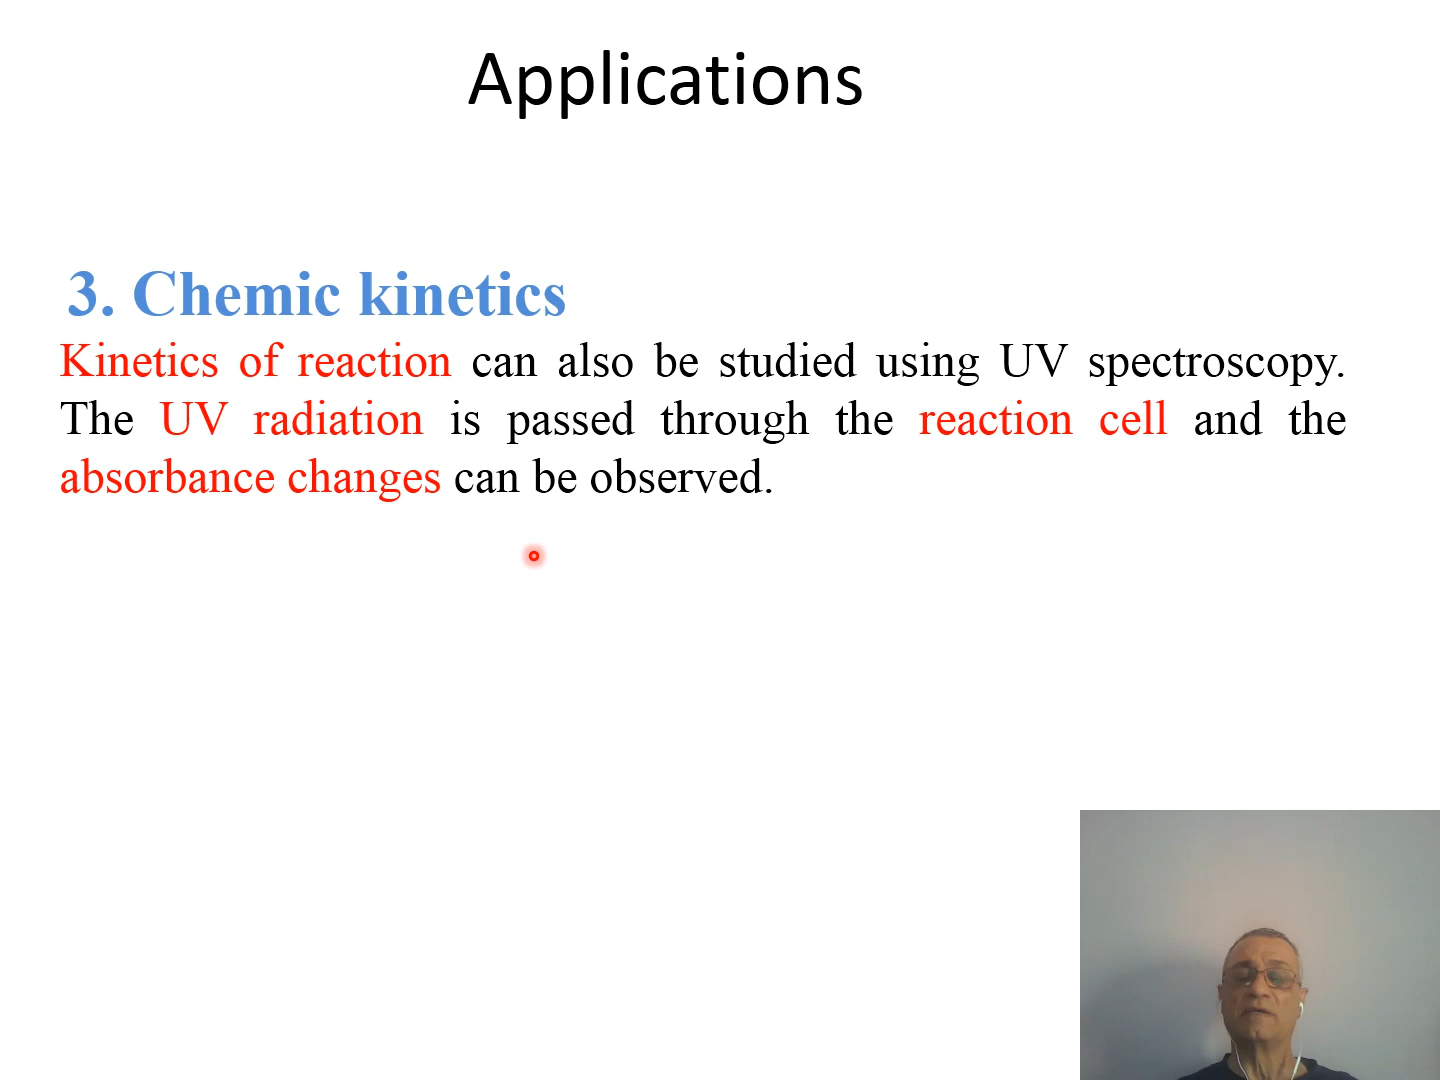 Applications
3. Chemic kinetics
Kinetics of reaction can also be studied using UV spectroscopy.
The UV radiation is passed through the reaction cell and the
absorbance changes can be observed.